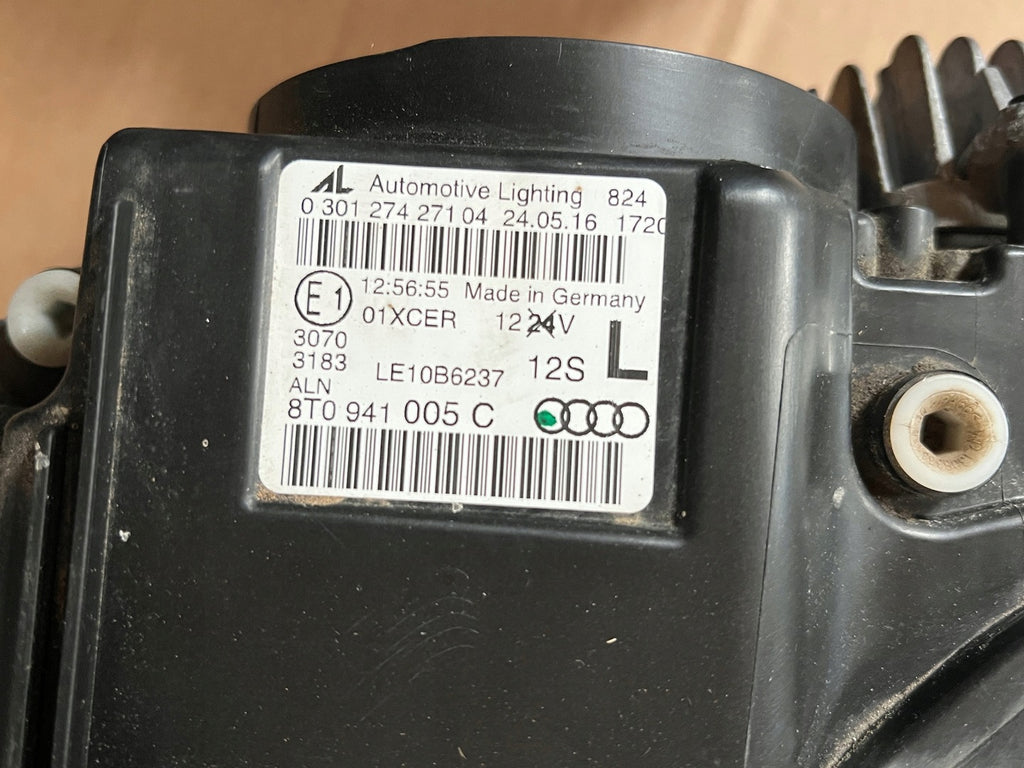 AL Automotive Lighting 824
0 301 274 271 04 24.05.16 1720
E1 12:56:55 Made in Germany
01XCER 12 24V
3070
3183 LE10B6237 12S L
ALN
8T0 941 005 C